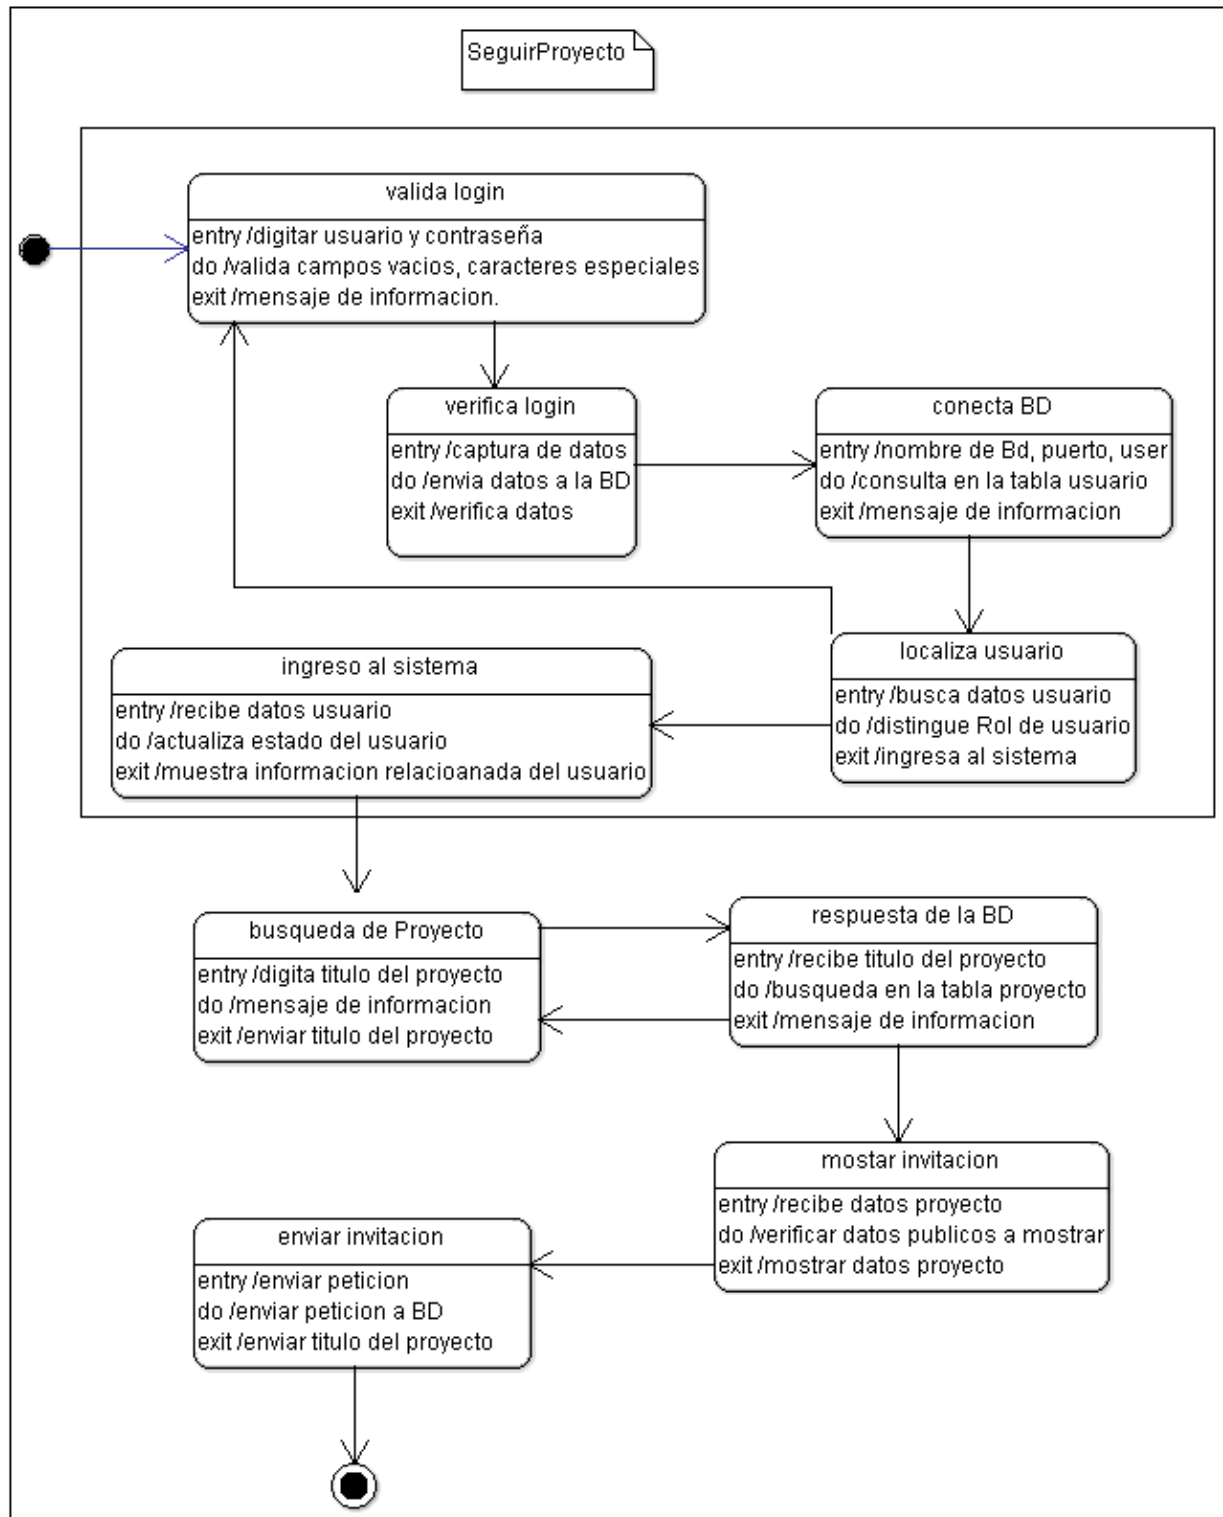 SeguirProyecto
valida login
entry /digitar usuario y contraseña
do /valida campos vacios, caracteres especiales
exit /mensaje de informacion.
verifica login
entry /captura de datos
do /envia datos a la BD
exit /verifica datos
conecta BD
entry /nombre de Bd, puerto, user
do /consulta en la tabla usuario
exit /mensaje de informacion
localiza usuario
entry /busca datos usuario
do /distingue Rol de usuario
exit /ingresa al sistema
ingreso al sistema
entry /recibe datos usuario
do /actualiza estado del usuario
exit /muestra informacion relacioanada del usuario
busqueda de Proyecto
entry /digita titulo del proyecto
do /mensaje de informacion
exit /enviar titulo del proyecto
respuesta de la BD
entry /recibe titulo del proyecto
do /busqueda en la tabla proyecto
exit /mensaje de informacion
mostar invitacion
entry /recibe datos proyecto
do /verificar datos publicos a mostrar
exit /mostrar datos proyecto
enviar invitacion
entry /enviar peticion
do /enviar peticion a BD
exit /enviar titulo del proyecto